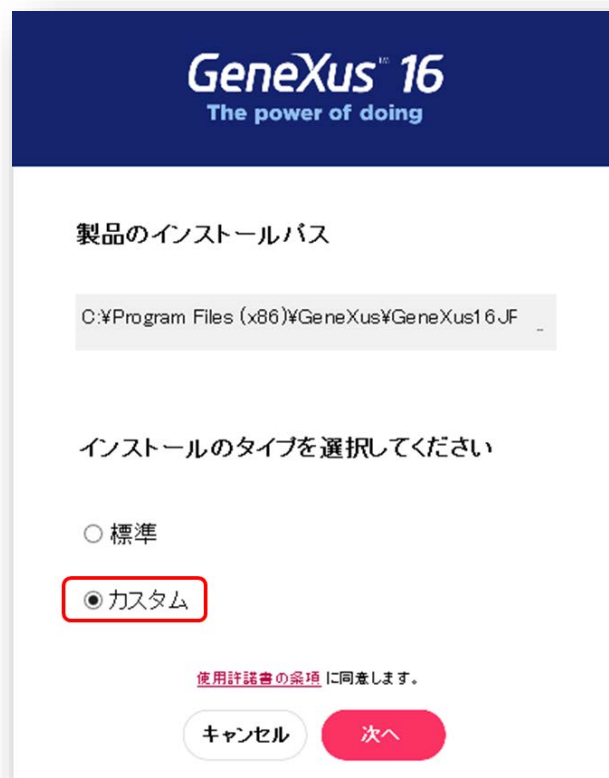 GeneXus™ 16
The power of doing
製品のインストールパス
C:¥Program Files (x86)¥GeneXus¥GeneXus16JF
インストールのタイプを選択してください
標準
カスタム
使用許諾書の条項 に同意します。
キャンセル
次へ